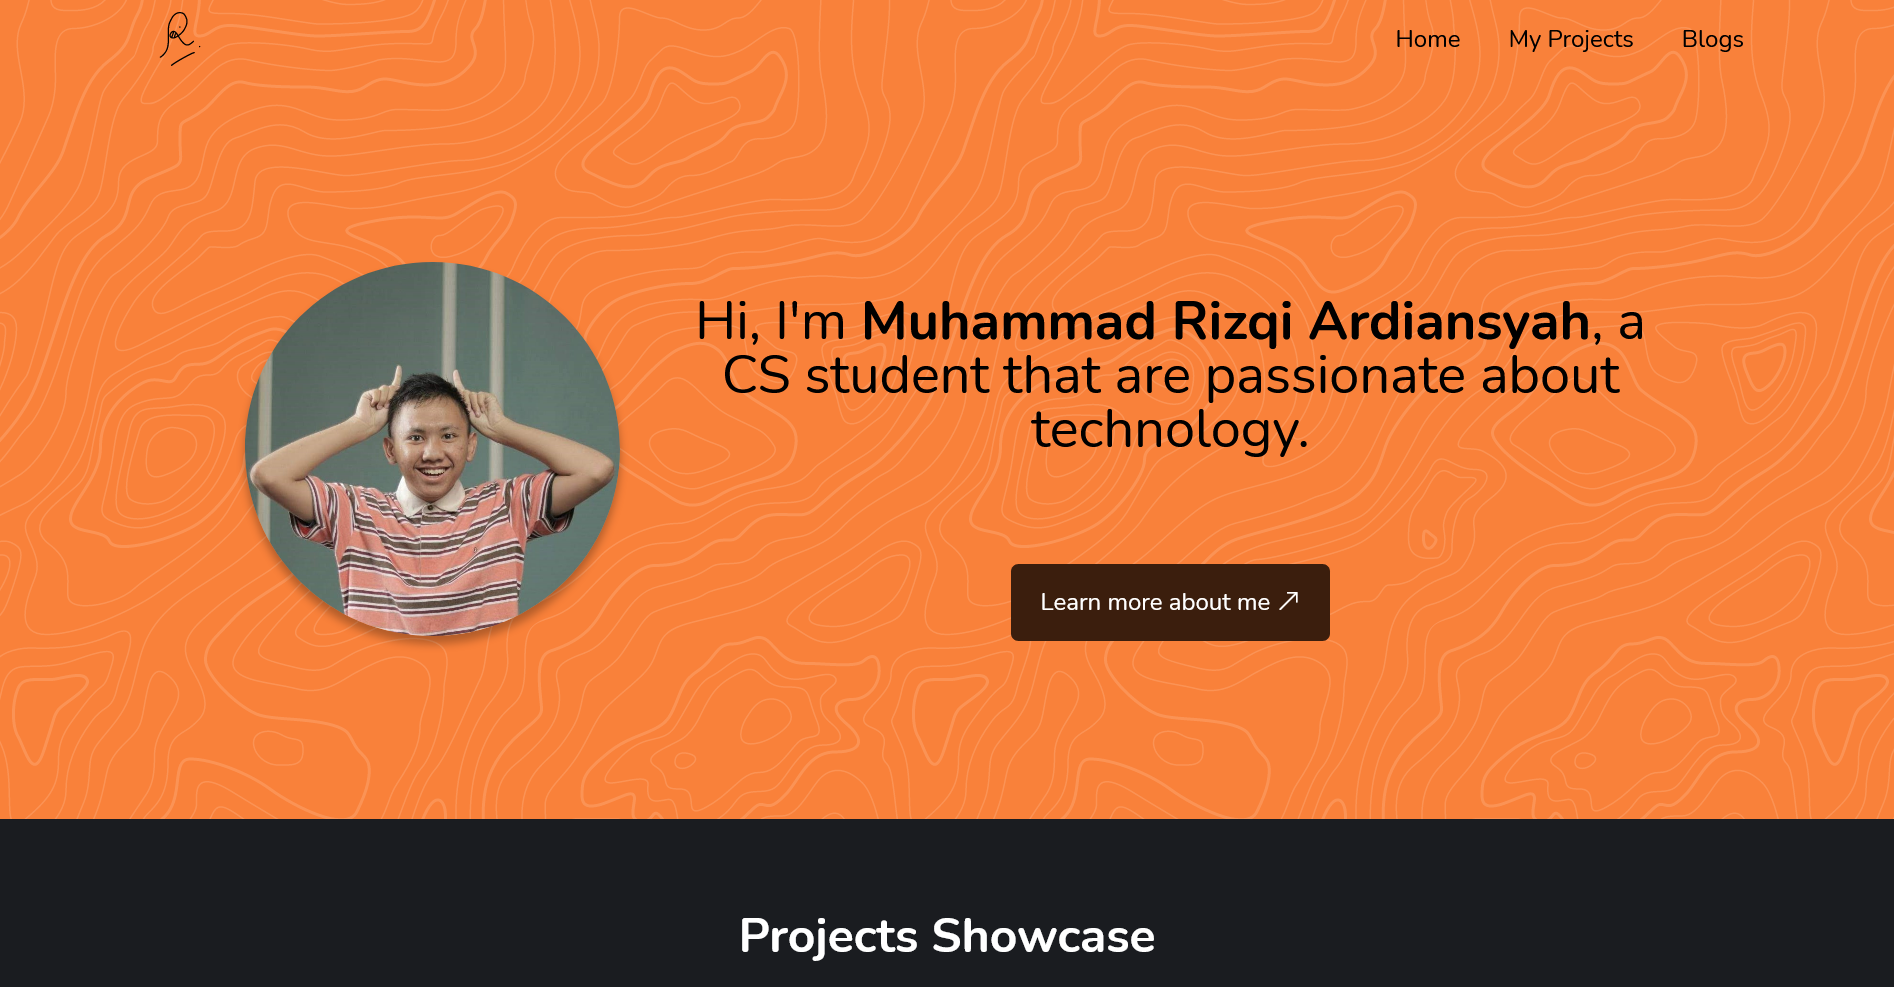 Home My Projects Blogs
Hi, I'm Muhammad Rizqi Ardiansyah, a
CS student that are passionate about
technology.
Learn more about me
Projects Showcase